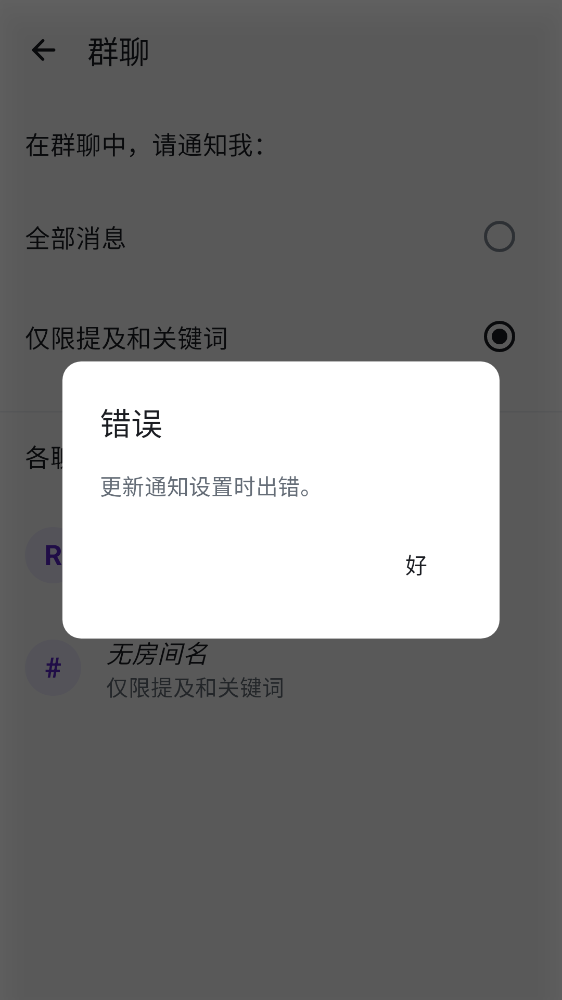 群聊
在群聊中，请通知我：
全部消息
仅限提及和关键词
错误
更新通知设置时出错。
好
各
R
#
无房间名
仅限提及和关键词